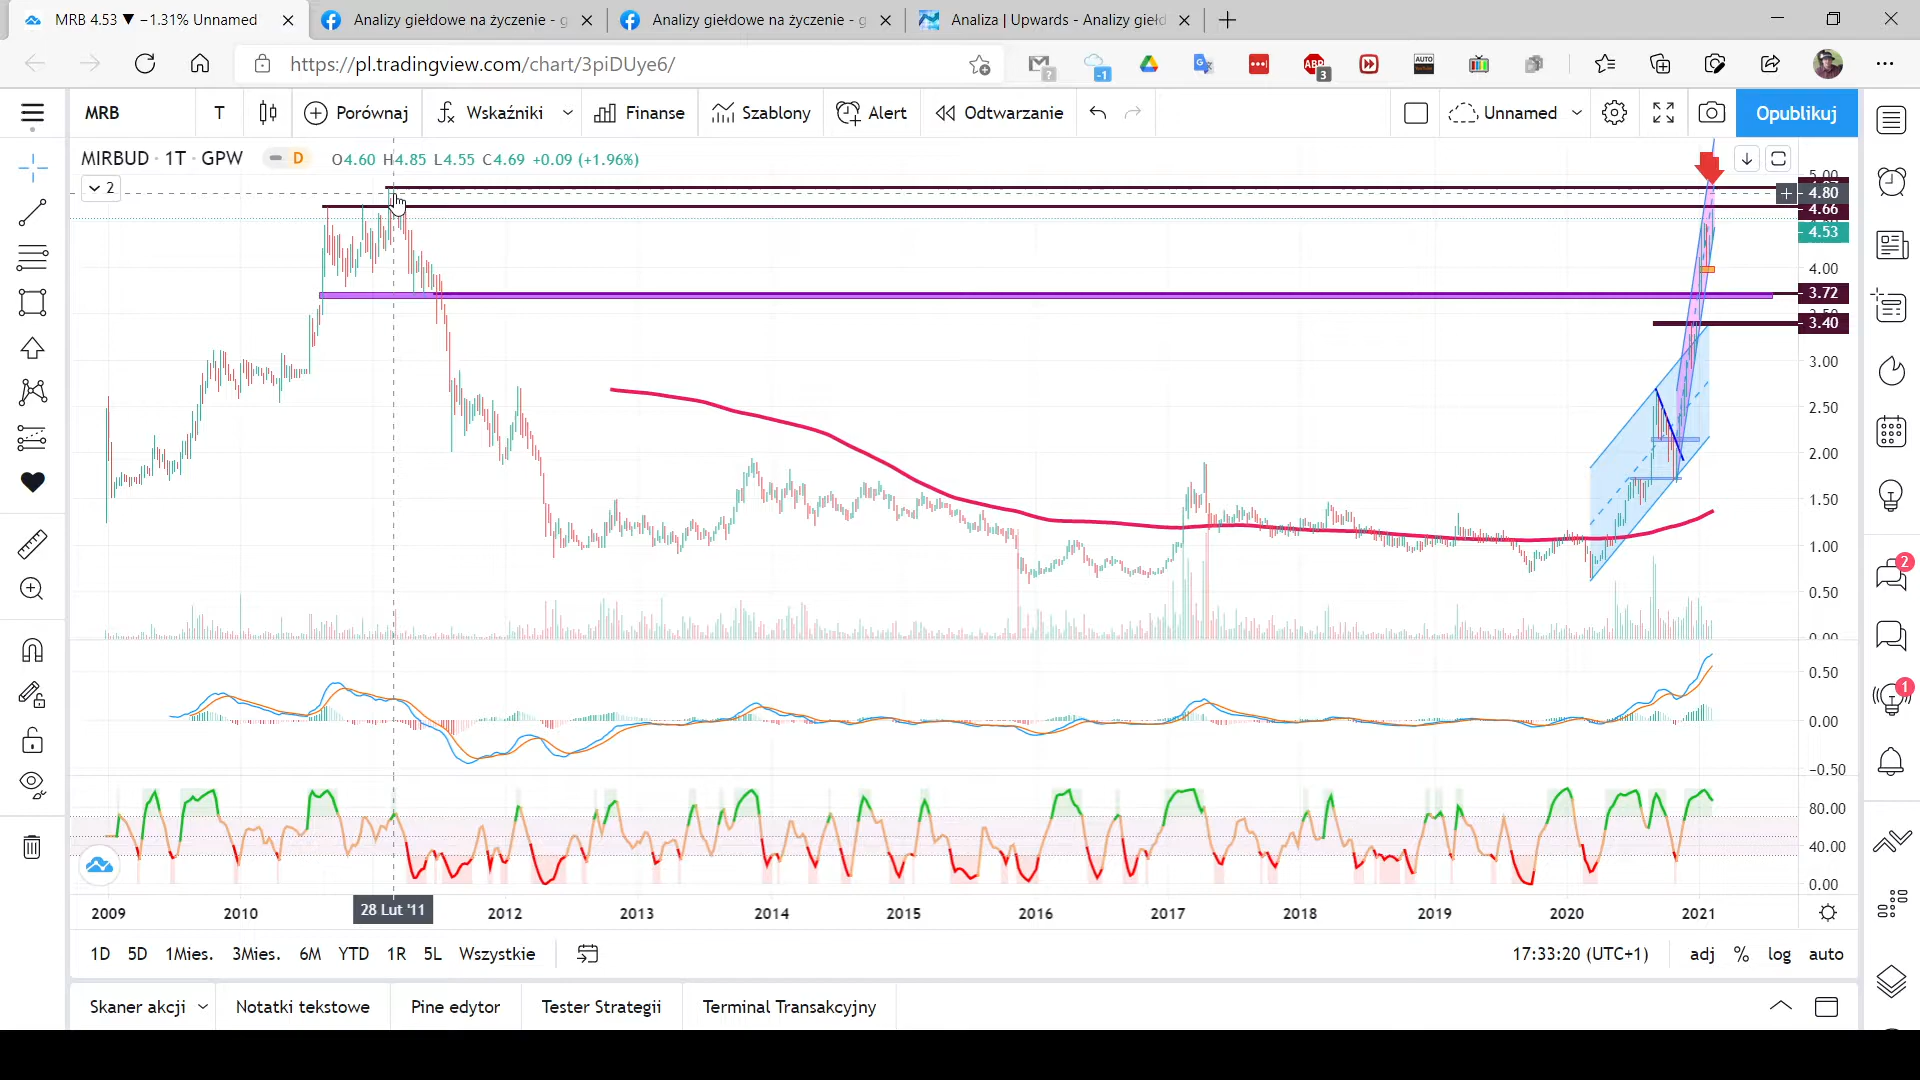 MRB 4.53 ▼ −1.31% Unnamed
Analizy giełdowe na życzenie - g
Analizy giełdowe na życzenie - g
Analiza | Upwards - Analizy giełd
https://pl.tradingview.com/chart/3piDUye6/
?
-1
ABP
3
AUTO
MRB
T
Porównaj
Wskaźniki
Finanse
Szablony
Alert
Odtwarzanie
Unnamed
Opublikuj
MIRBUD · 1T · GPW
D
O4.60 H4.85 L4.55 C4.69 +0.09 (+1.96%)
2
5.00
4.80
4.66
4.53
4.00
3.72
3.40
3.00
2.50
2.00
1.50
1.00
0.50
0.00
0.50
0.00
−0.50
80.00
40.00
0.00
2009
2010
28 Lut '11
2012
2013
2014
2015
2016
2017
2018
2019
2020
2021
1D
5D
1Mies.
3Mies.
6M
YTD
1R
5L
Wszystkie
17:33:20 (UTC+1)
adj
%
log
auto
Skaner akcji
Notatki tekstowe
Pine edytor
Tester Strategii
Terminal Transakcyjny
2
1